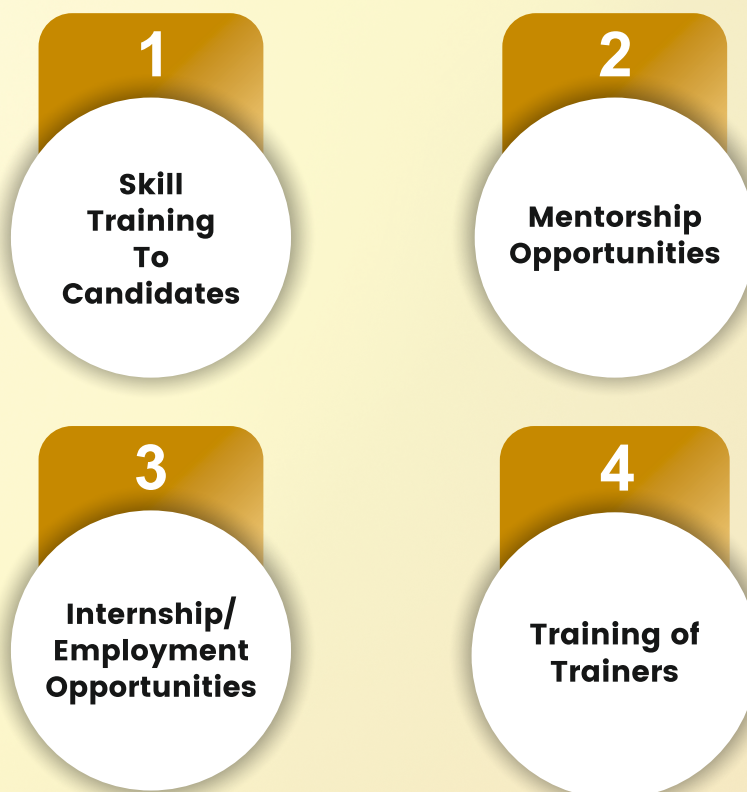 1
Skill
Training
To
Candidates
2
Mentorship
Opportunities
3
Internship/
Employment
Opportunities
4
Training of
Trainers